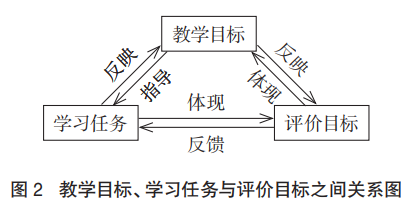 教学目标
反映
指导
反映
体现
学习任务
体现
反馈
评价目标
图 2 教学目标、学习任务与评价目标之间关系图